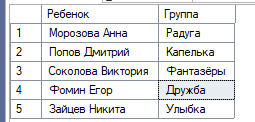 Ребенок Группа
1 Морозова Анна Радуга
2 Попов Дмитрий Капелька
3 Соколова Виктория Фантазёры
4 Фомин Егор Дружба
5 Зайцев Никита Улыбка